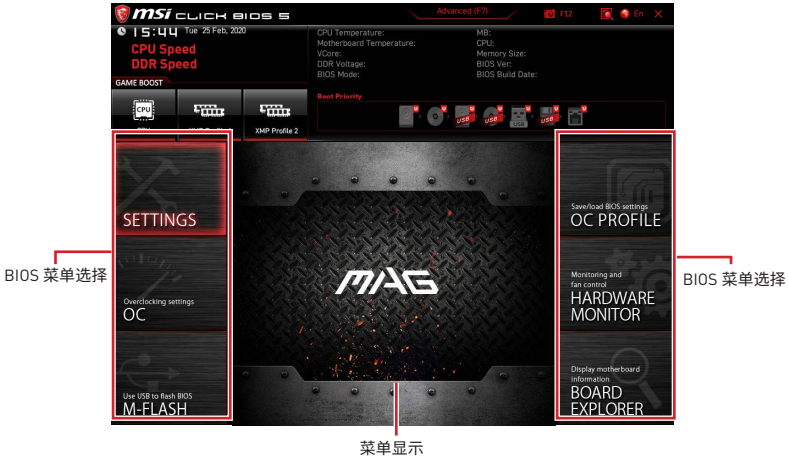 msi CLICK BIOS 5
Advanced (F7)
F12
En
15:44 Tue 25 Feb, 2020
CPU Speed
DDR Speed
CPU Temperature:
Motherboard Temperature:
VCore:
DDR Voltage:
BIOS Mode:
MB:
CPU:
Memory Size:
BIOS Ver:
BIOS Build Date:
GAME BOOST
Boot Priority
CPU
U U U U U U U
USB USB USB USB
CPU
XMP Profile 2
SETTINGS
Overclocking settings
OC
Use USB to flash BIOS
M-FLASH
MAG
Save/load BIOS settings
OC PROFILE
Monitoring and
fan control
HARDWARE
MONITOR
Display motherboard
information
BOARD
EXPLORER
BIOS 菜单选择
BIOS 菜单选择
菜单显示